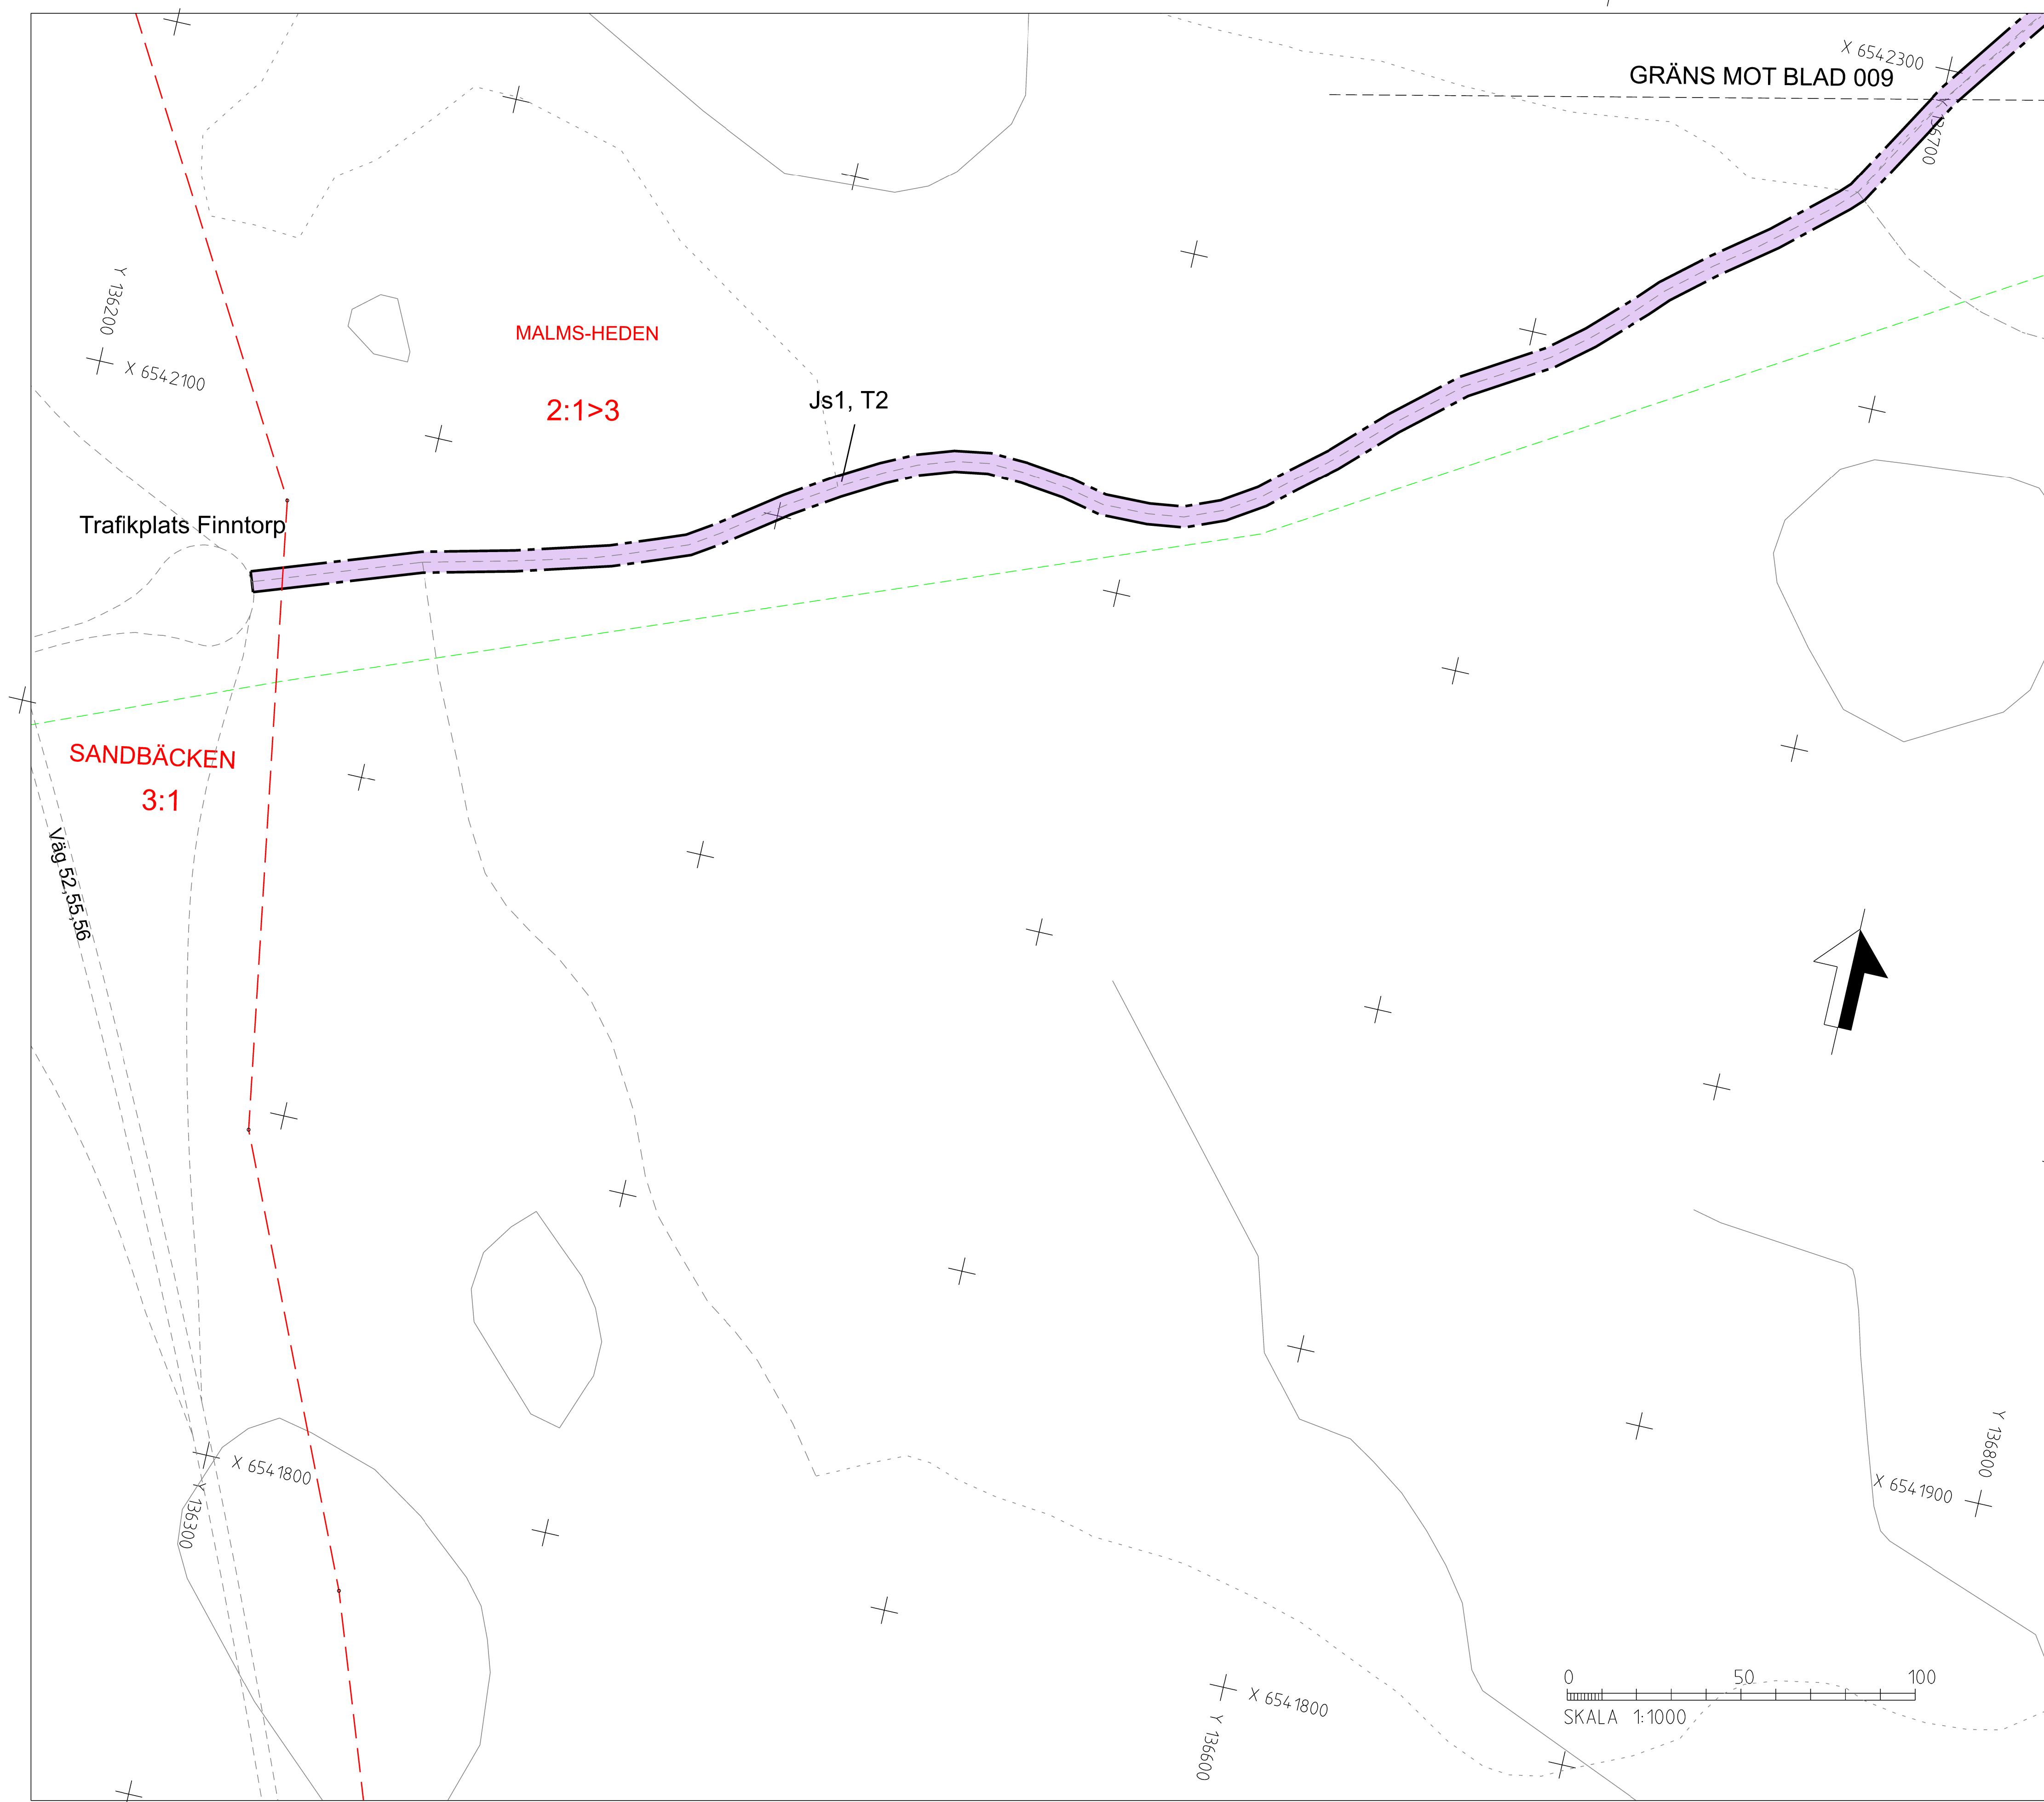 X 6542300
GRÄNS MOT BLAD 009
Y 136700
Y 136200
X 6542100
MALMS-HEDEN
2:1>3
Js1, T2
Trafikplats Finntorp
SANDBÄCKEN
3:1
Väg 52,55,56
X 6541800
Y 136300
Y 136800
X 6541900
X 6541800
Y 136600
0 50 100
SKALA 1:1000